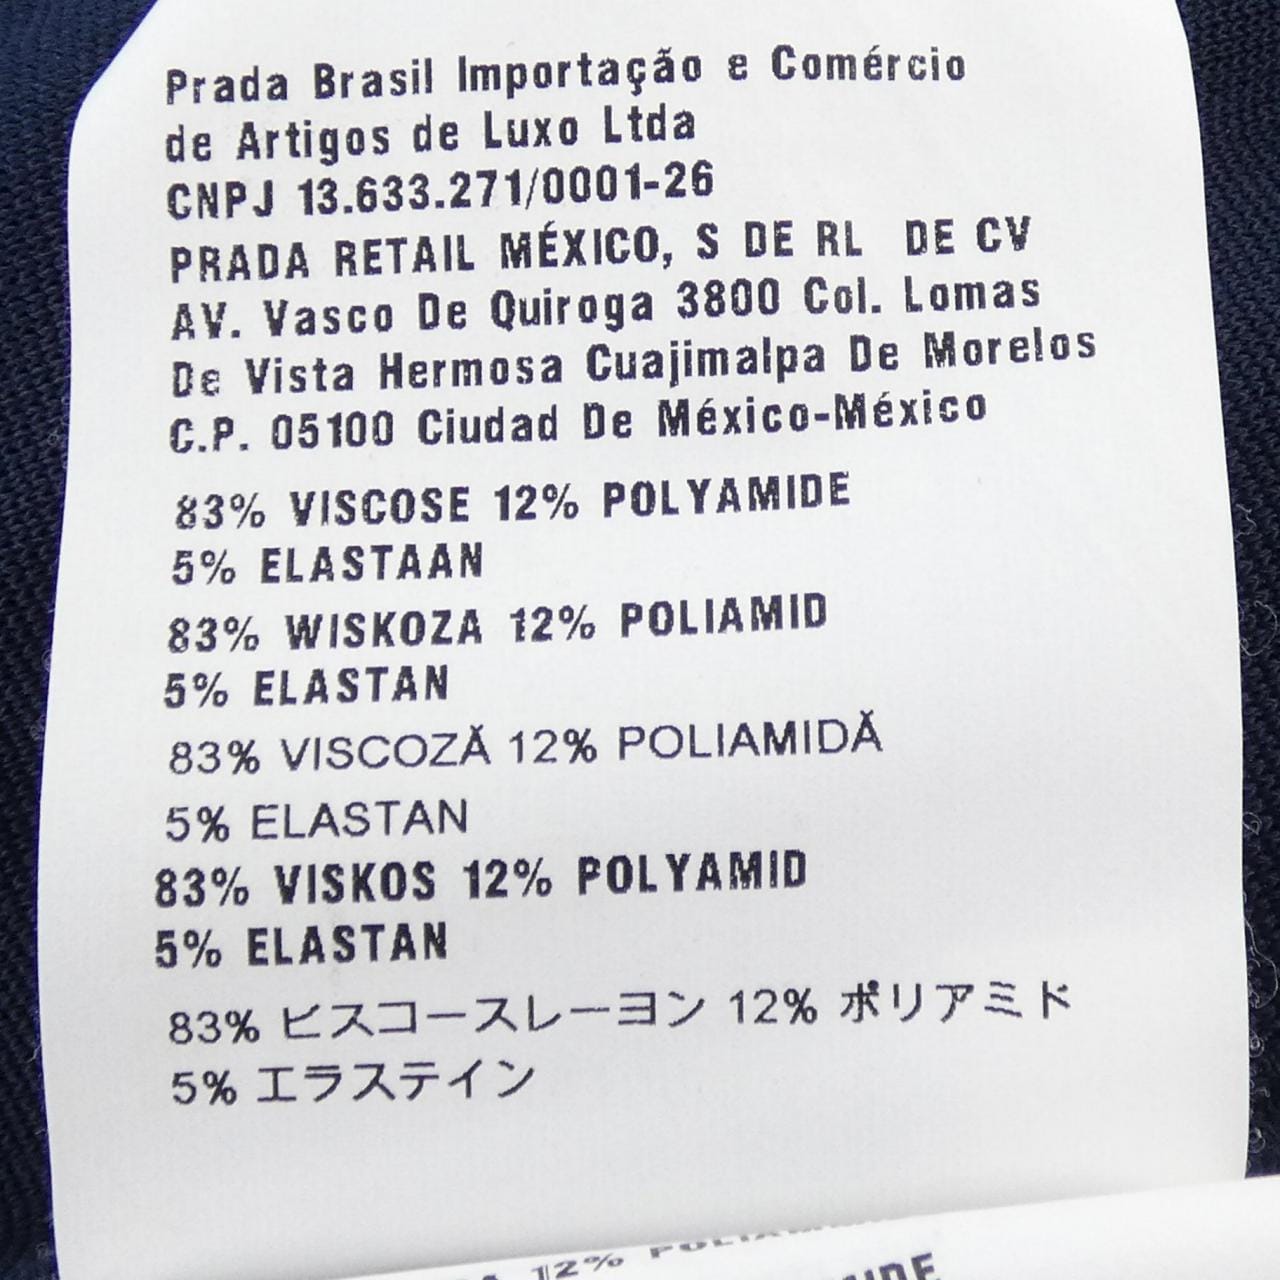 Prada Brasil Importação e Comércio
de Artigos de Luxo Ltda
CNPJ 13.633.271/0001-26
PRADA RETAIL MÉXICO, S DE RL DE CV
AV. Vasco De Quiroga 3800 Col. Lomas
De Vista Hermosa Cuajimalpa De Morelos
C.P. 05100 Ciudad De México-México
83% VISCOSE 12% POLYAMIDE
5% ELASTAAN
83% WISKOZA 12% POLIAMID
5% ELASTAN
83% VISCOZĂ 12% POLIAMIDĂ
5% ELASTAN
83% VISKOS 12% POLYAMID
5% ELASTAN
83% ビスコースレーヨン 12% ポリアミド
5% エラステイン
12%